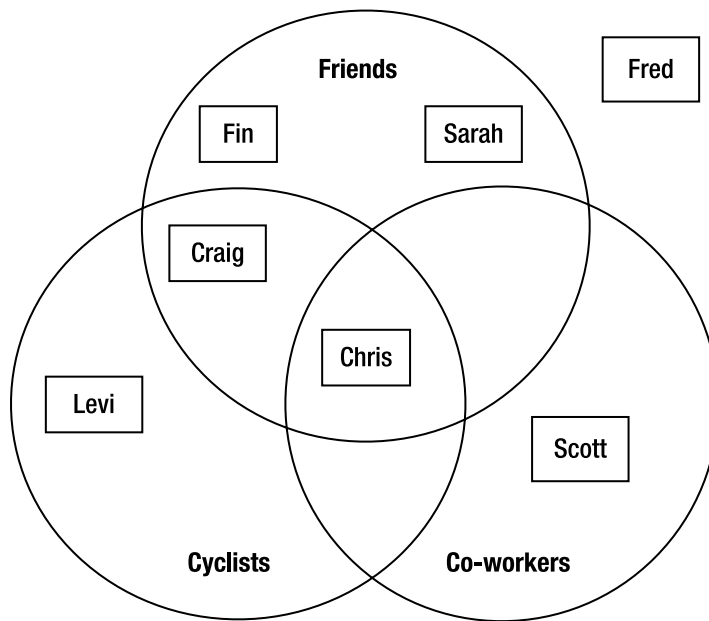 Friends
Fred
Fin
Sarah
Craig
Chris
Levi
Scott
Cyclists
Co-workers